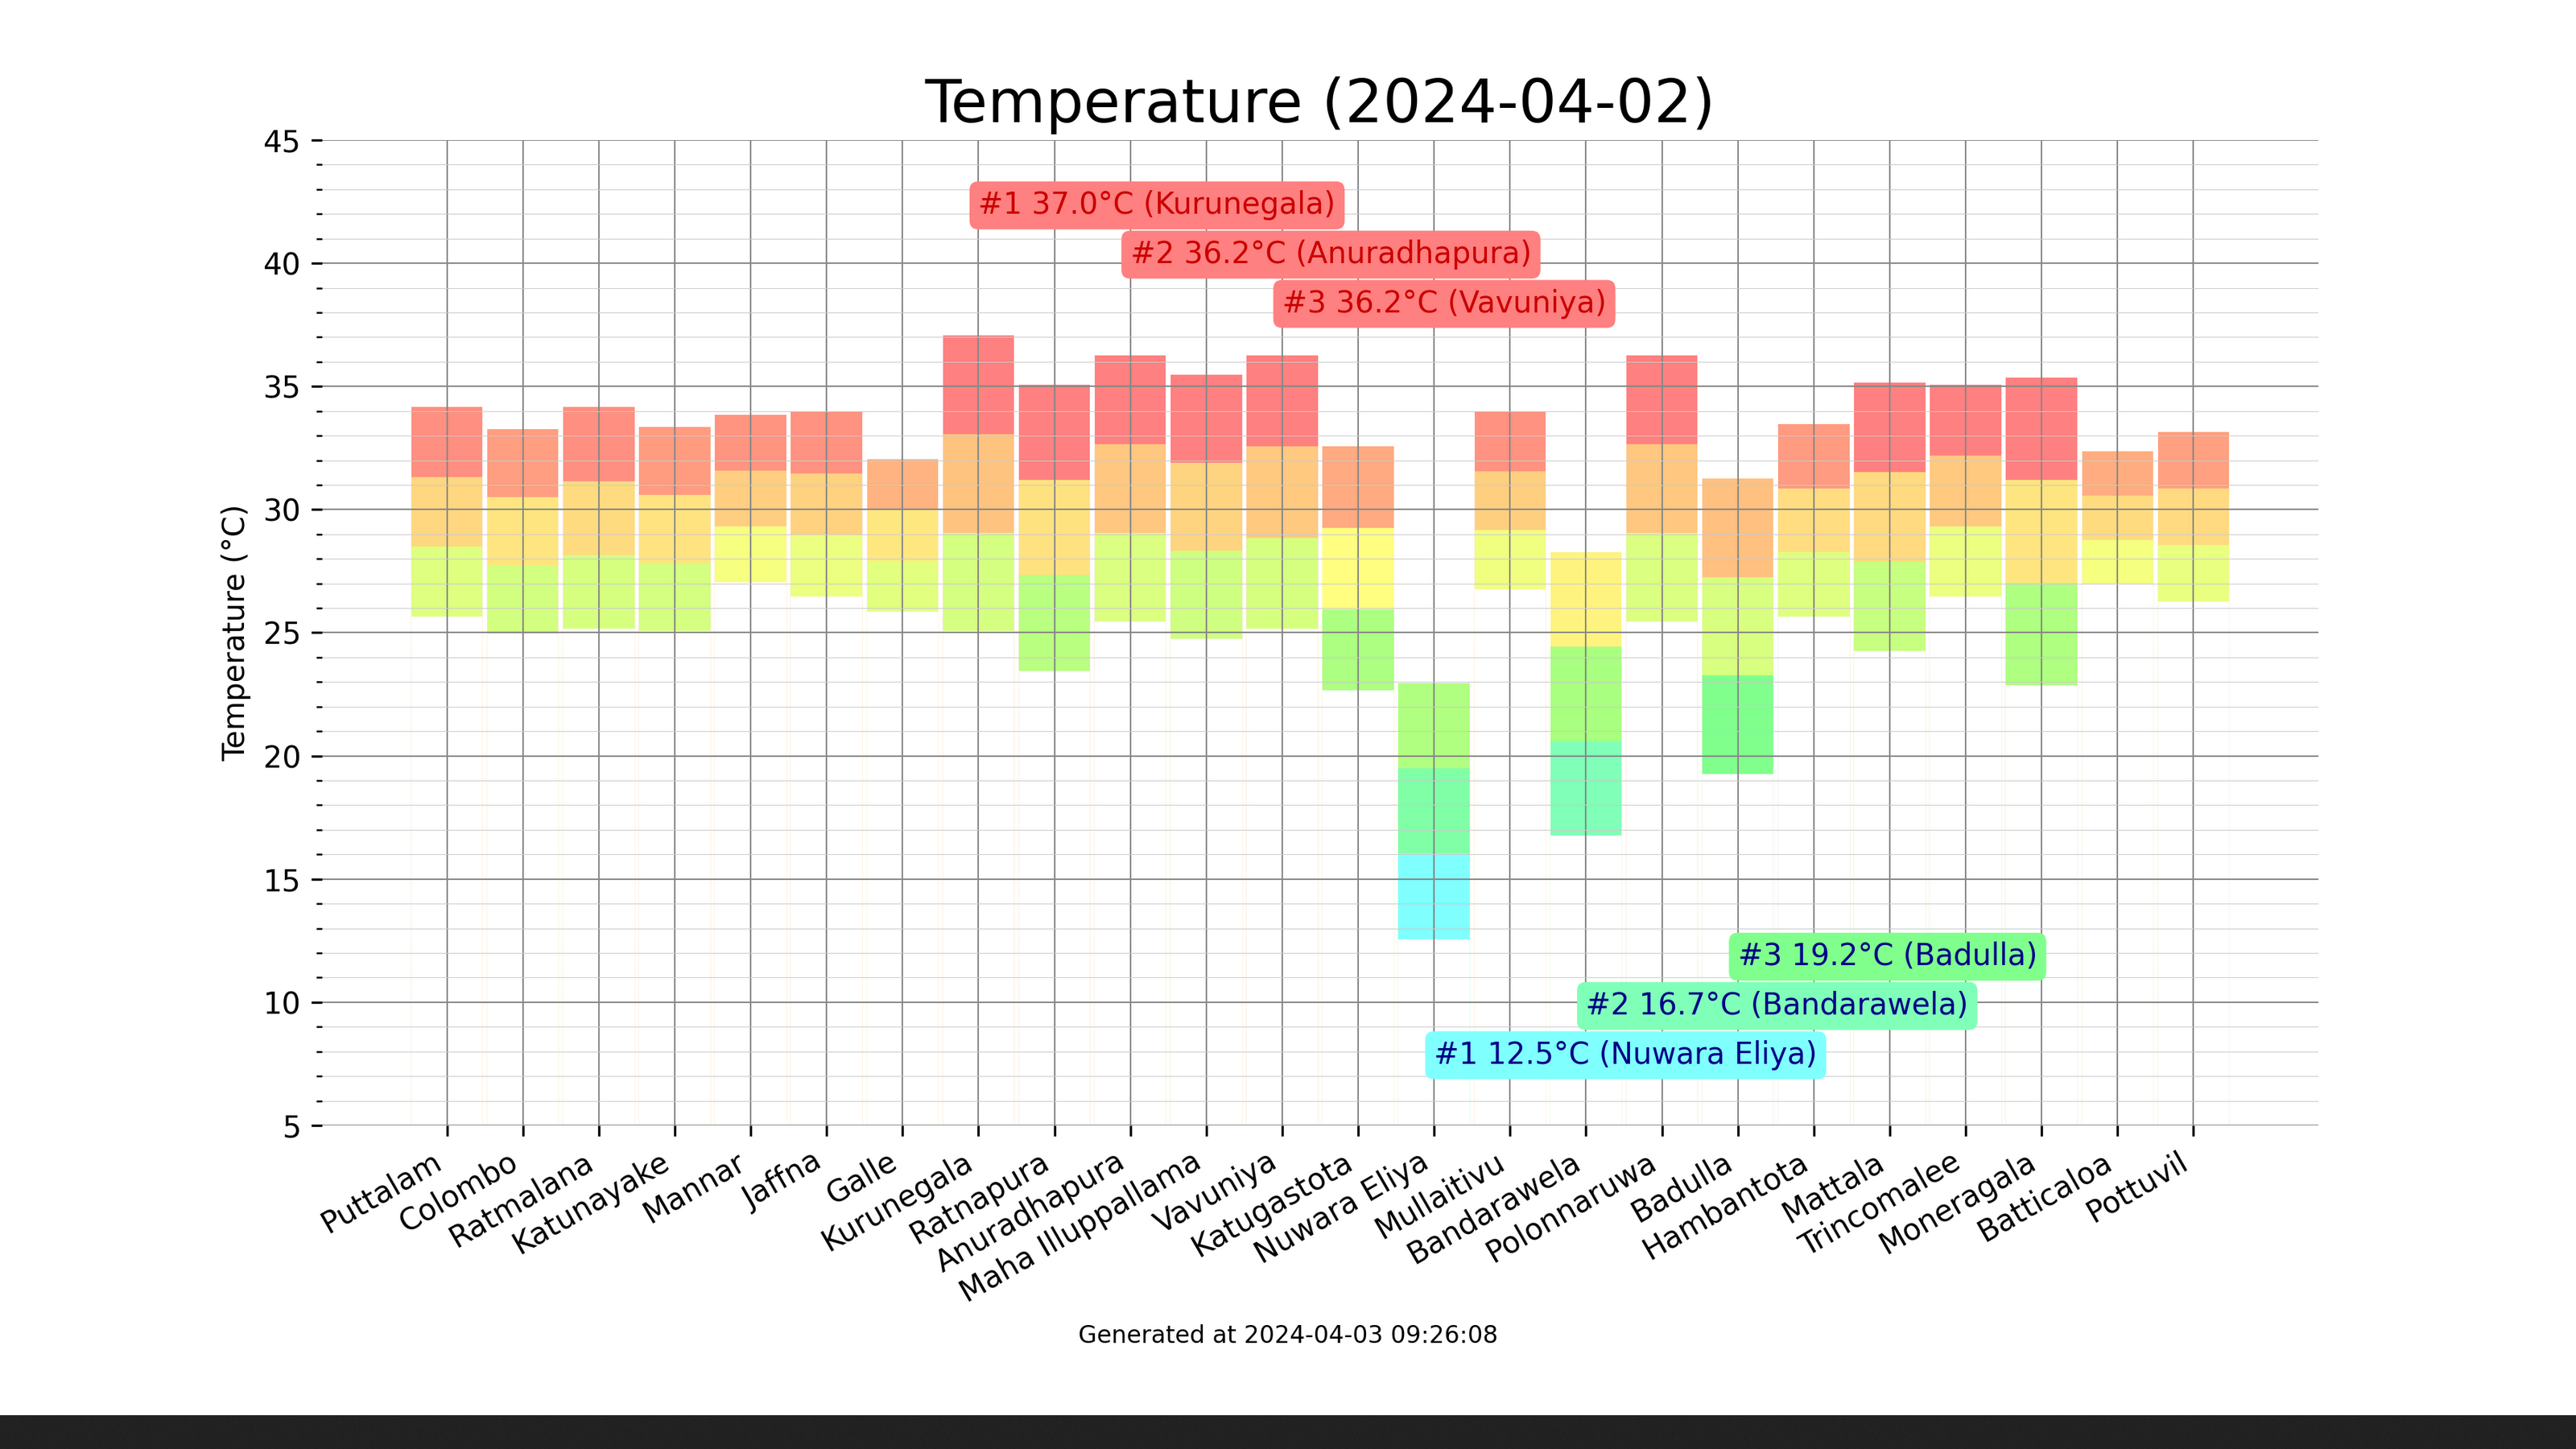 Temperature (2024-04-02)
Temperature (°C)
45
40
35
30
25
20
15
10
5
#1 37.0°C (Kurunegala)
#2 36.2°C (Anuradhapura)
#3 36.2°C (Vavuniya)
#3 19.2°C (Badulla)
#2 16.7°C (Bandarawela)
#1 12.5°C (Nuwara Eliya)
Puttalam
Colombo
Ratmalana
Katunayake
Mannar
Jaffna
Galle
Kurunegala
Ratnapura
Anuradhapura
Maha Illuppallama
Vavuniya
Katugastota
Nuwara Eliya
Mullaitivu
Bandarawela
Polonnaruwa
Badulla
Hambantota
Mattala
Trincomalee
Moneragala
Batticaloa
Pottuvil
Generated at 2024-04-03 09:26:08